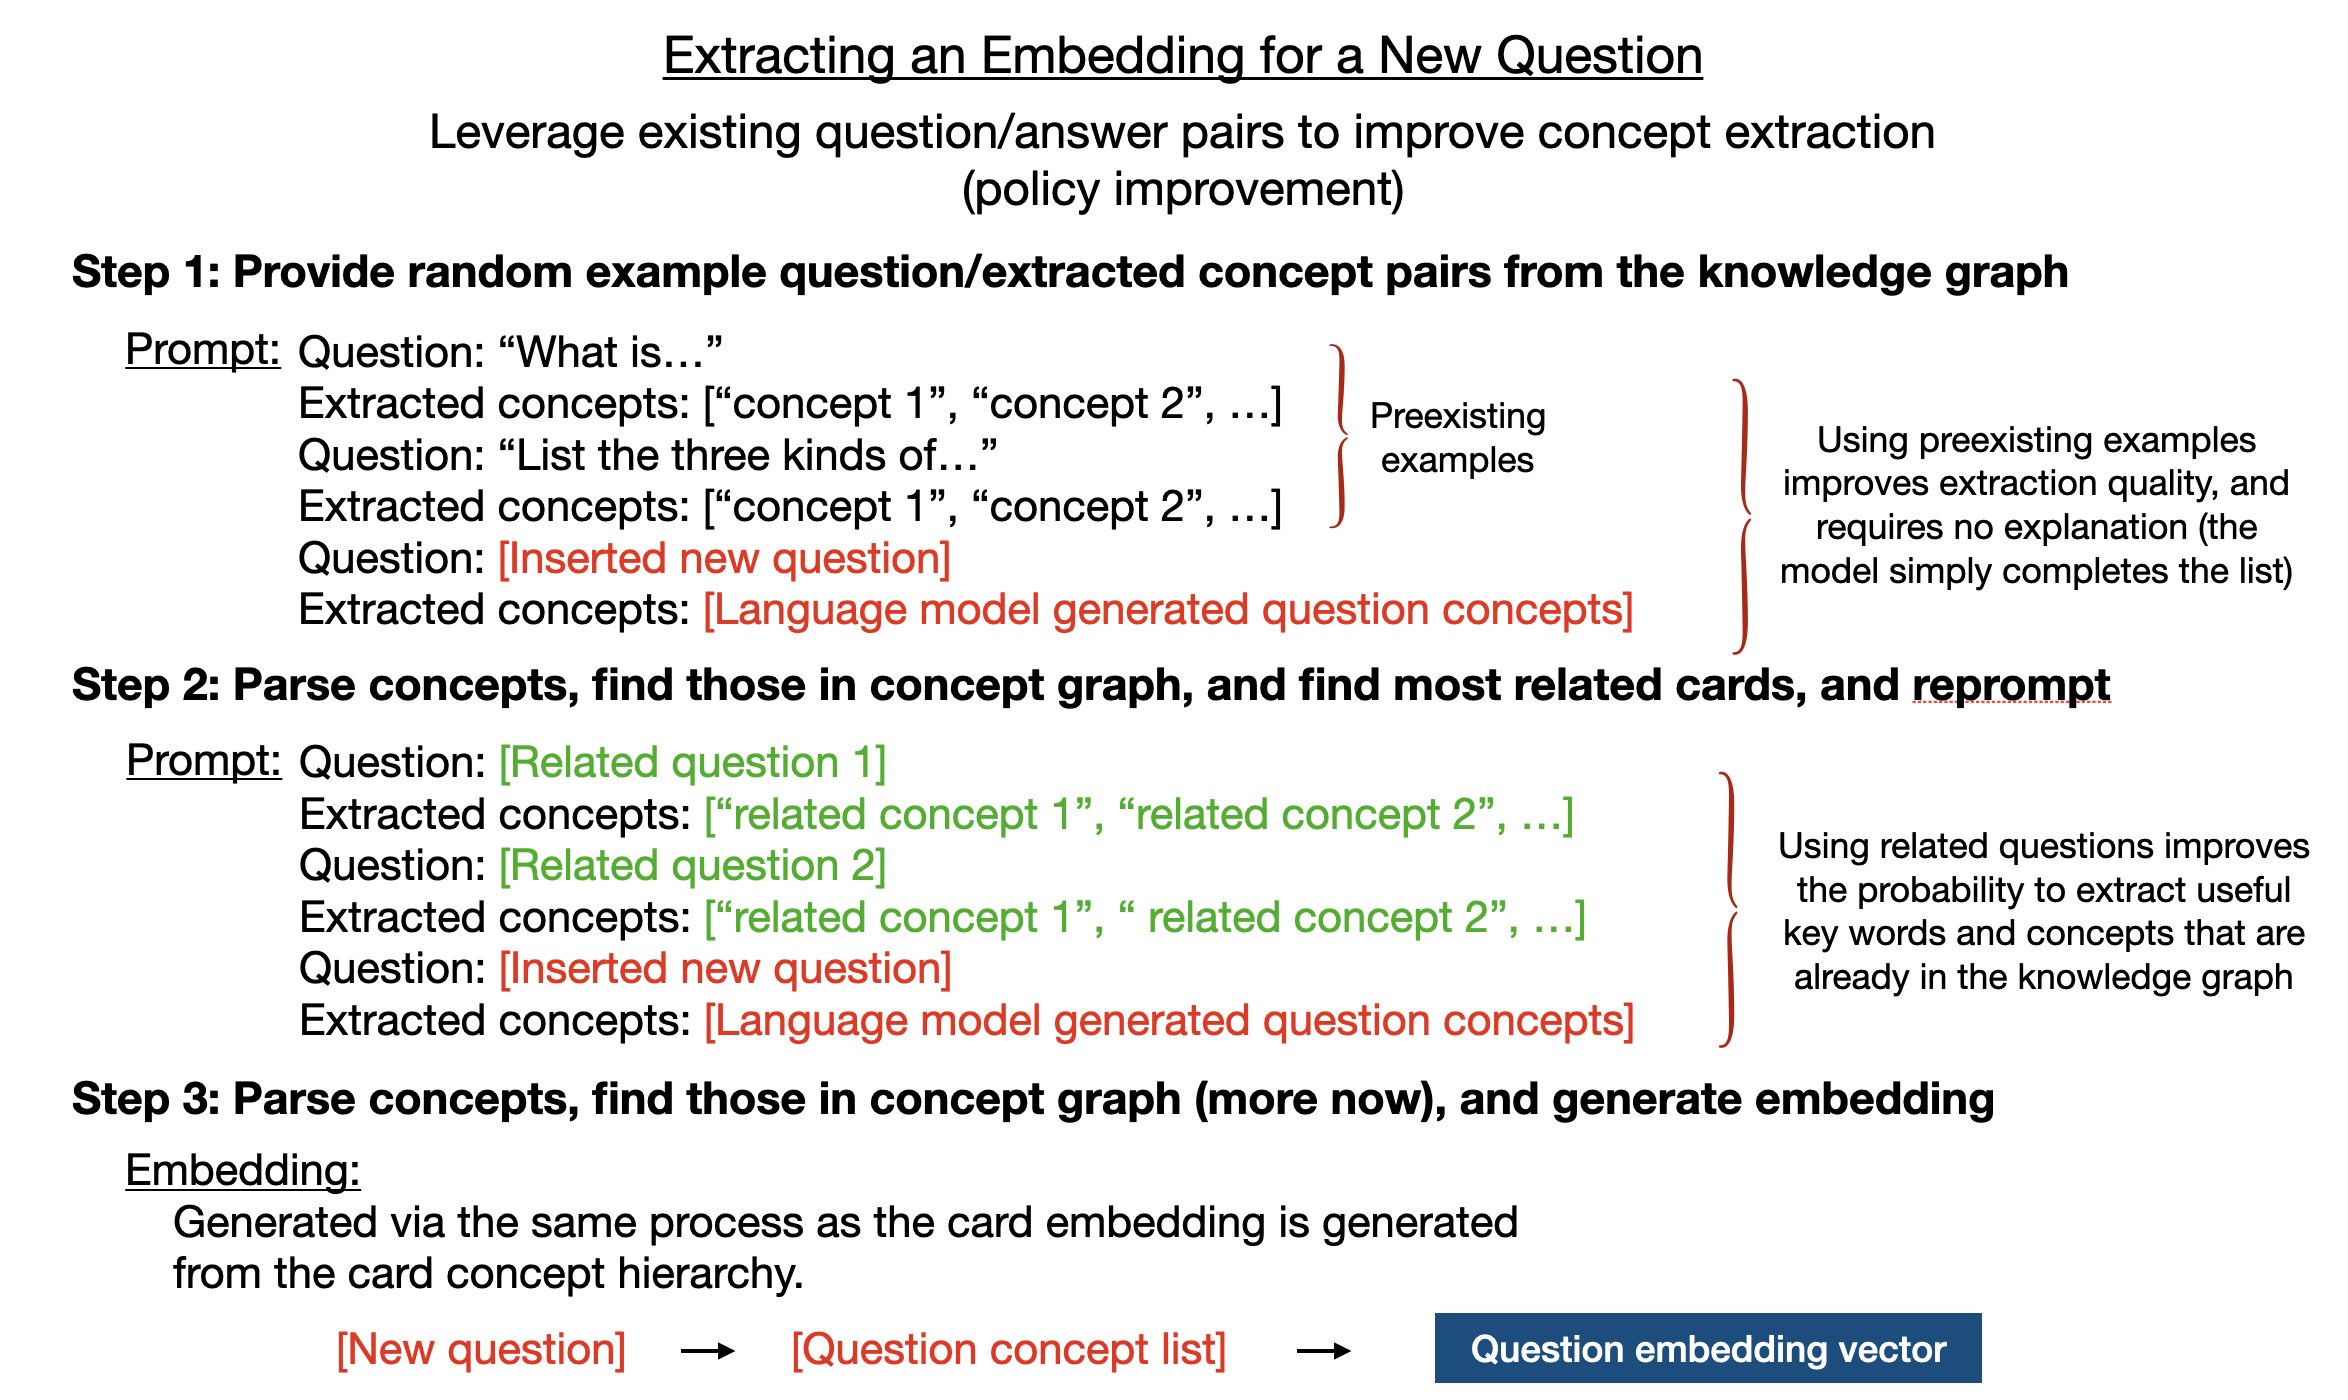 Extracting an Embedding for a New Question
Leverage existing question/answer pairs to improve concept extraction
(policy improvement)
Step 1: Provide random example question/extracted concept pairs from the knowledge graph
Prompt: Question: “What is…”
Extracted concepts: [“concept 1”, “concept 2”, …]
Question: “List the three kinds of…”
Extracted concepts: [“concept 1”, “concept 2”, …]
Question: [Inserted new question]
Extracted concepts: [Language model generated question concepts]
Preexisting
examples
Using preexisting examples
improves extraction quality, and
requires no explanation (the
model simply completes the list)
Step 2: Parse concepts, find those in concept graph, and find most related cards, and reprompt
Prompt: Question: [Related question 1]
Extracted concepts: [“related concept 1”, “related concept 2”, …]
Question: [Related question 2]
Extracted concepts: [“related concept 1”, “ related concept 2”, …]
Question: [Inserted new question]
Extracted concepts: [Language model generated question concepts]
Using related questions improves
the probability to extract useful
key words and concepts that are
already in the knowledge graph
Step 3: Parse concepts, find those in concept graph (more now), and generate embedding
Embedding:
Generated via the same process as the card embedding is generated
from the card concept hierarchy.
[New question] → [Question concept list] → Question embedding vector